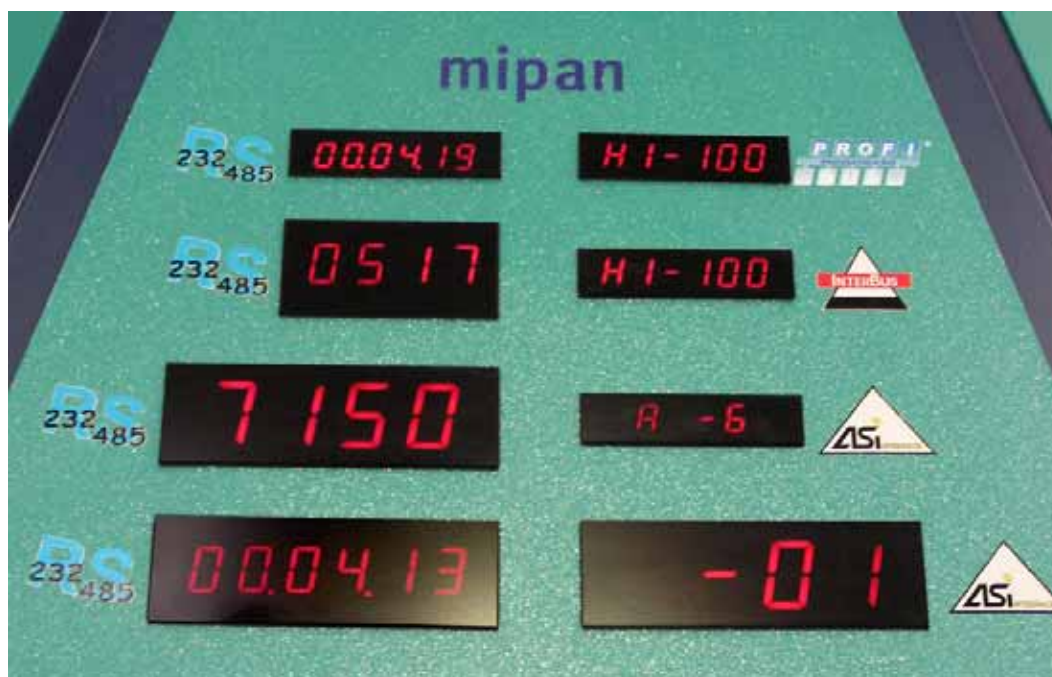 mipan
RS 232 485 00.04.19 H1-100 PROFI
RS 232 485 0517 H1-100 INTERBUS
RS 232 485 7150 A -6 ASi
RS 232 485 00.04.13 -01 ASi